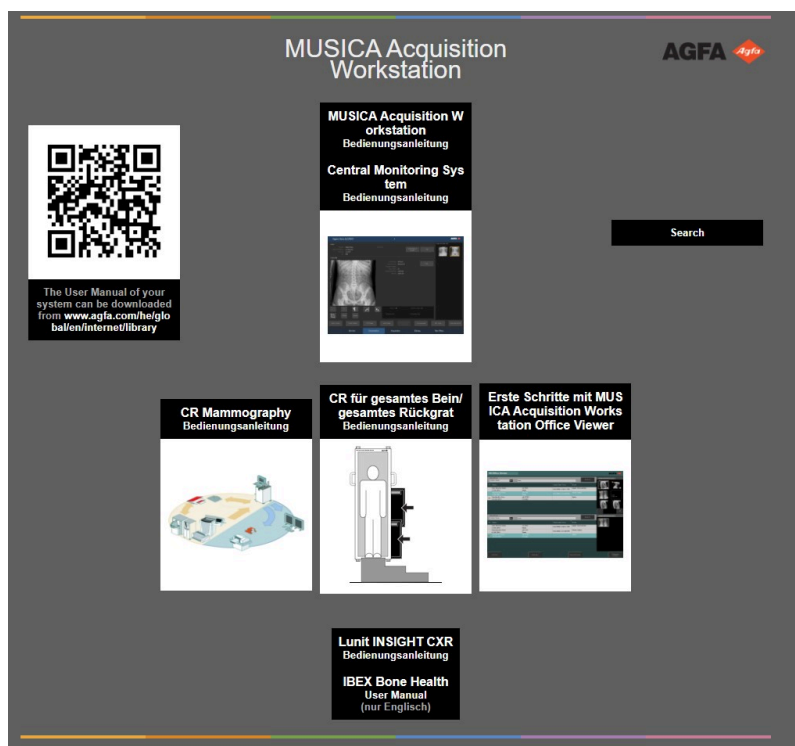 MUSICA Acquisition
Workstation
AGFA
Agfa
MUSICA Acquisition W
orkstation
Bedienungsanleitung
Central Monitoring Sys
tem
Bedienungsanleitung
Search
The User Manual of your
system can be downloaded
from www.agfa.com/he/glo
bal/en/internet/library
CR Mammography
Bedienungsanleitung
CR für gesamtes Bein/
gesamtes Rückgrat
Bedienungsanleitung
Erste Schritte mit MUS
ICA Acquisition Works
tation Office Viewer
Lunit INSIGHT CXR
Bedienungsanleitung
IBEX Bone Health
User Manual
(nur Englisch)